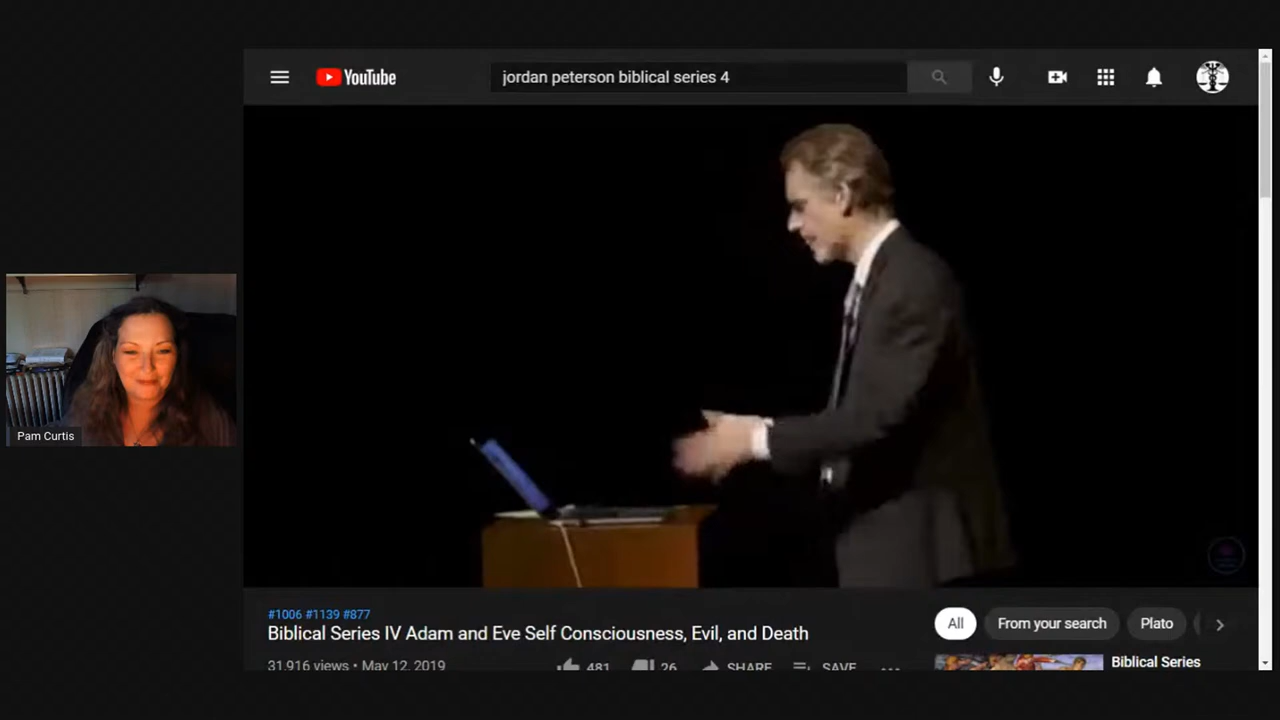 YouTube
jordan peterson biblical series 4
Pam Curtis
#1006 #1139 #877
Biblical Series IV Adam and Eve Self Consciousness, Evil, and Death
All
From your search
Plato
31,916 views • May 12, 2019
481
26
SHARE
SAVE
Biblical Series